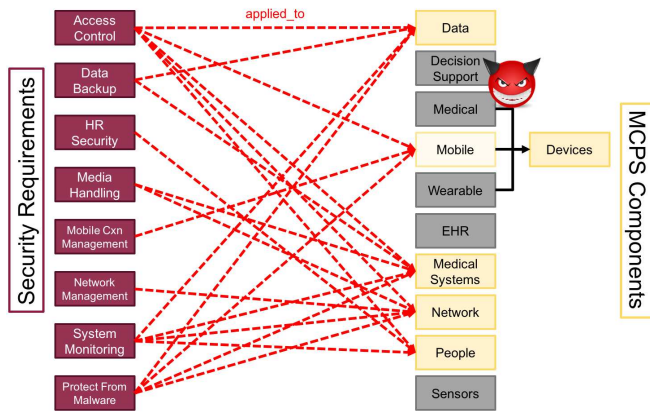 applied_to
Security Requirements
Access
Control
Data
Backup
HR
Security
Media
Handling
Mobile Cxn
Management
Network
Management
System
Monitoring
Protect From
Malware
Data
Decision
Support
Medical
Mobile
Wearable
EHR
Medical
Systems
Network
People
Sensors
Devices
MCPS Components